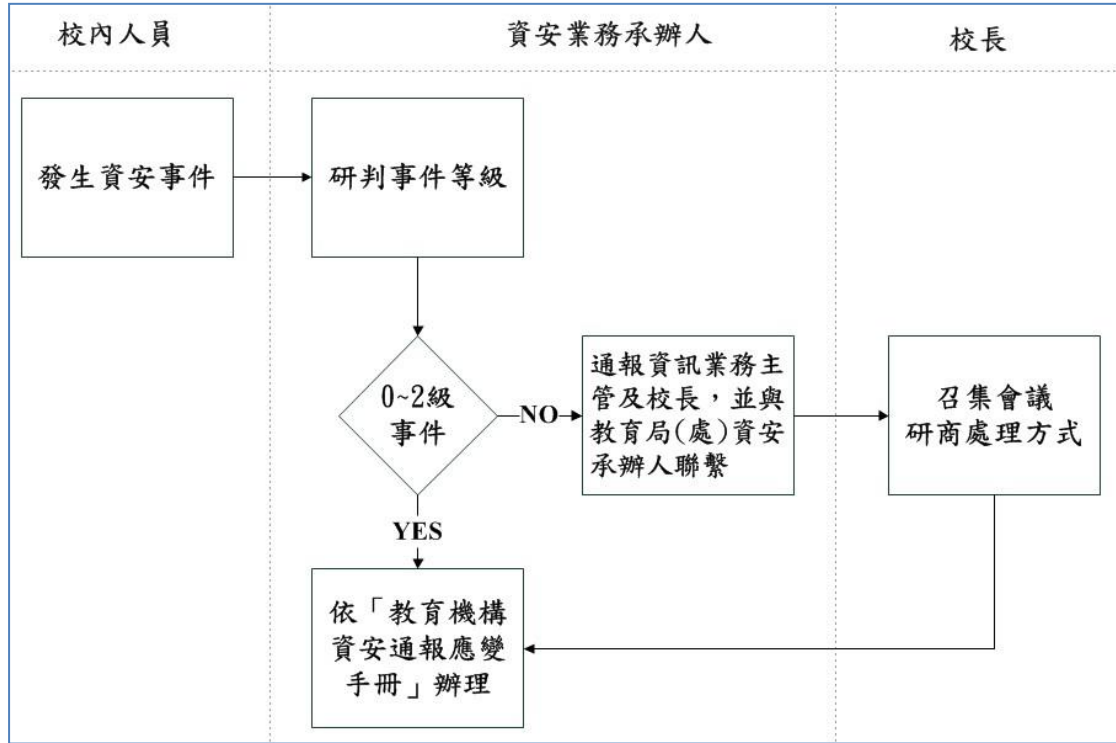 校內人員
資安業務承辦人
校長
發生資安事件
研判事件等級
0~2級
事件
NO
通報資訊業務主
管及校長，並與
教育局(處)資安
承辦人聯繫
召集會議
研商處理方式
YES
依「教育機構
資安通報應變
手冊」辦理